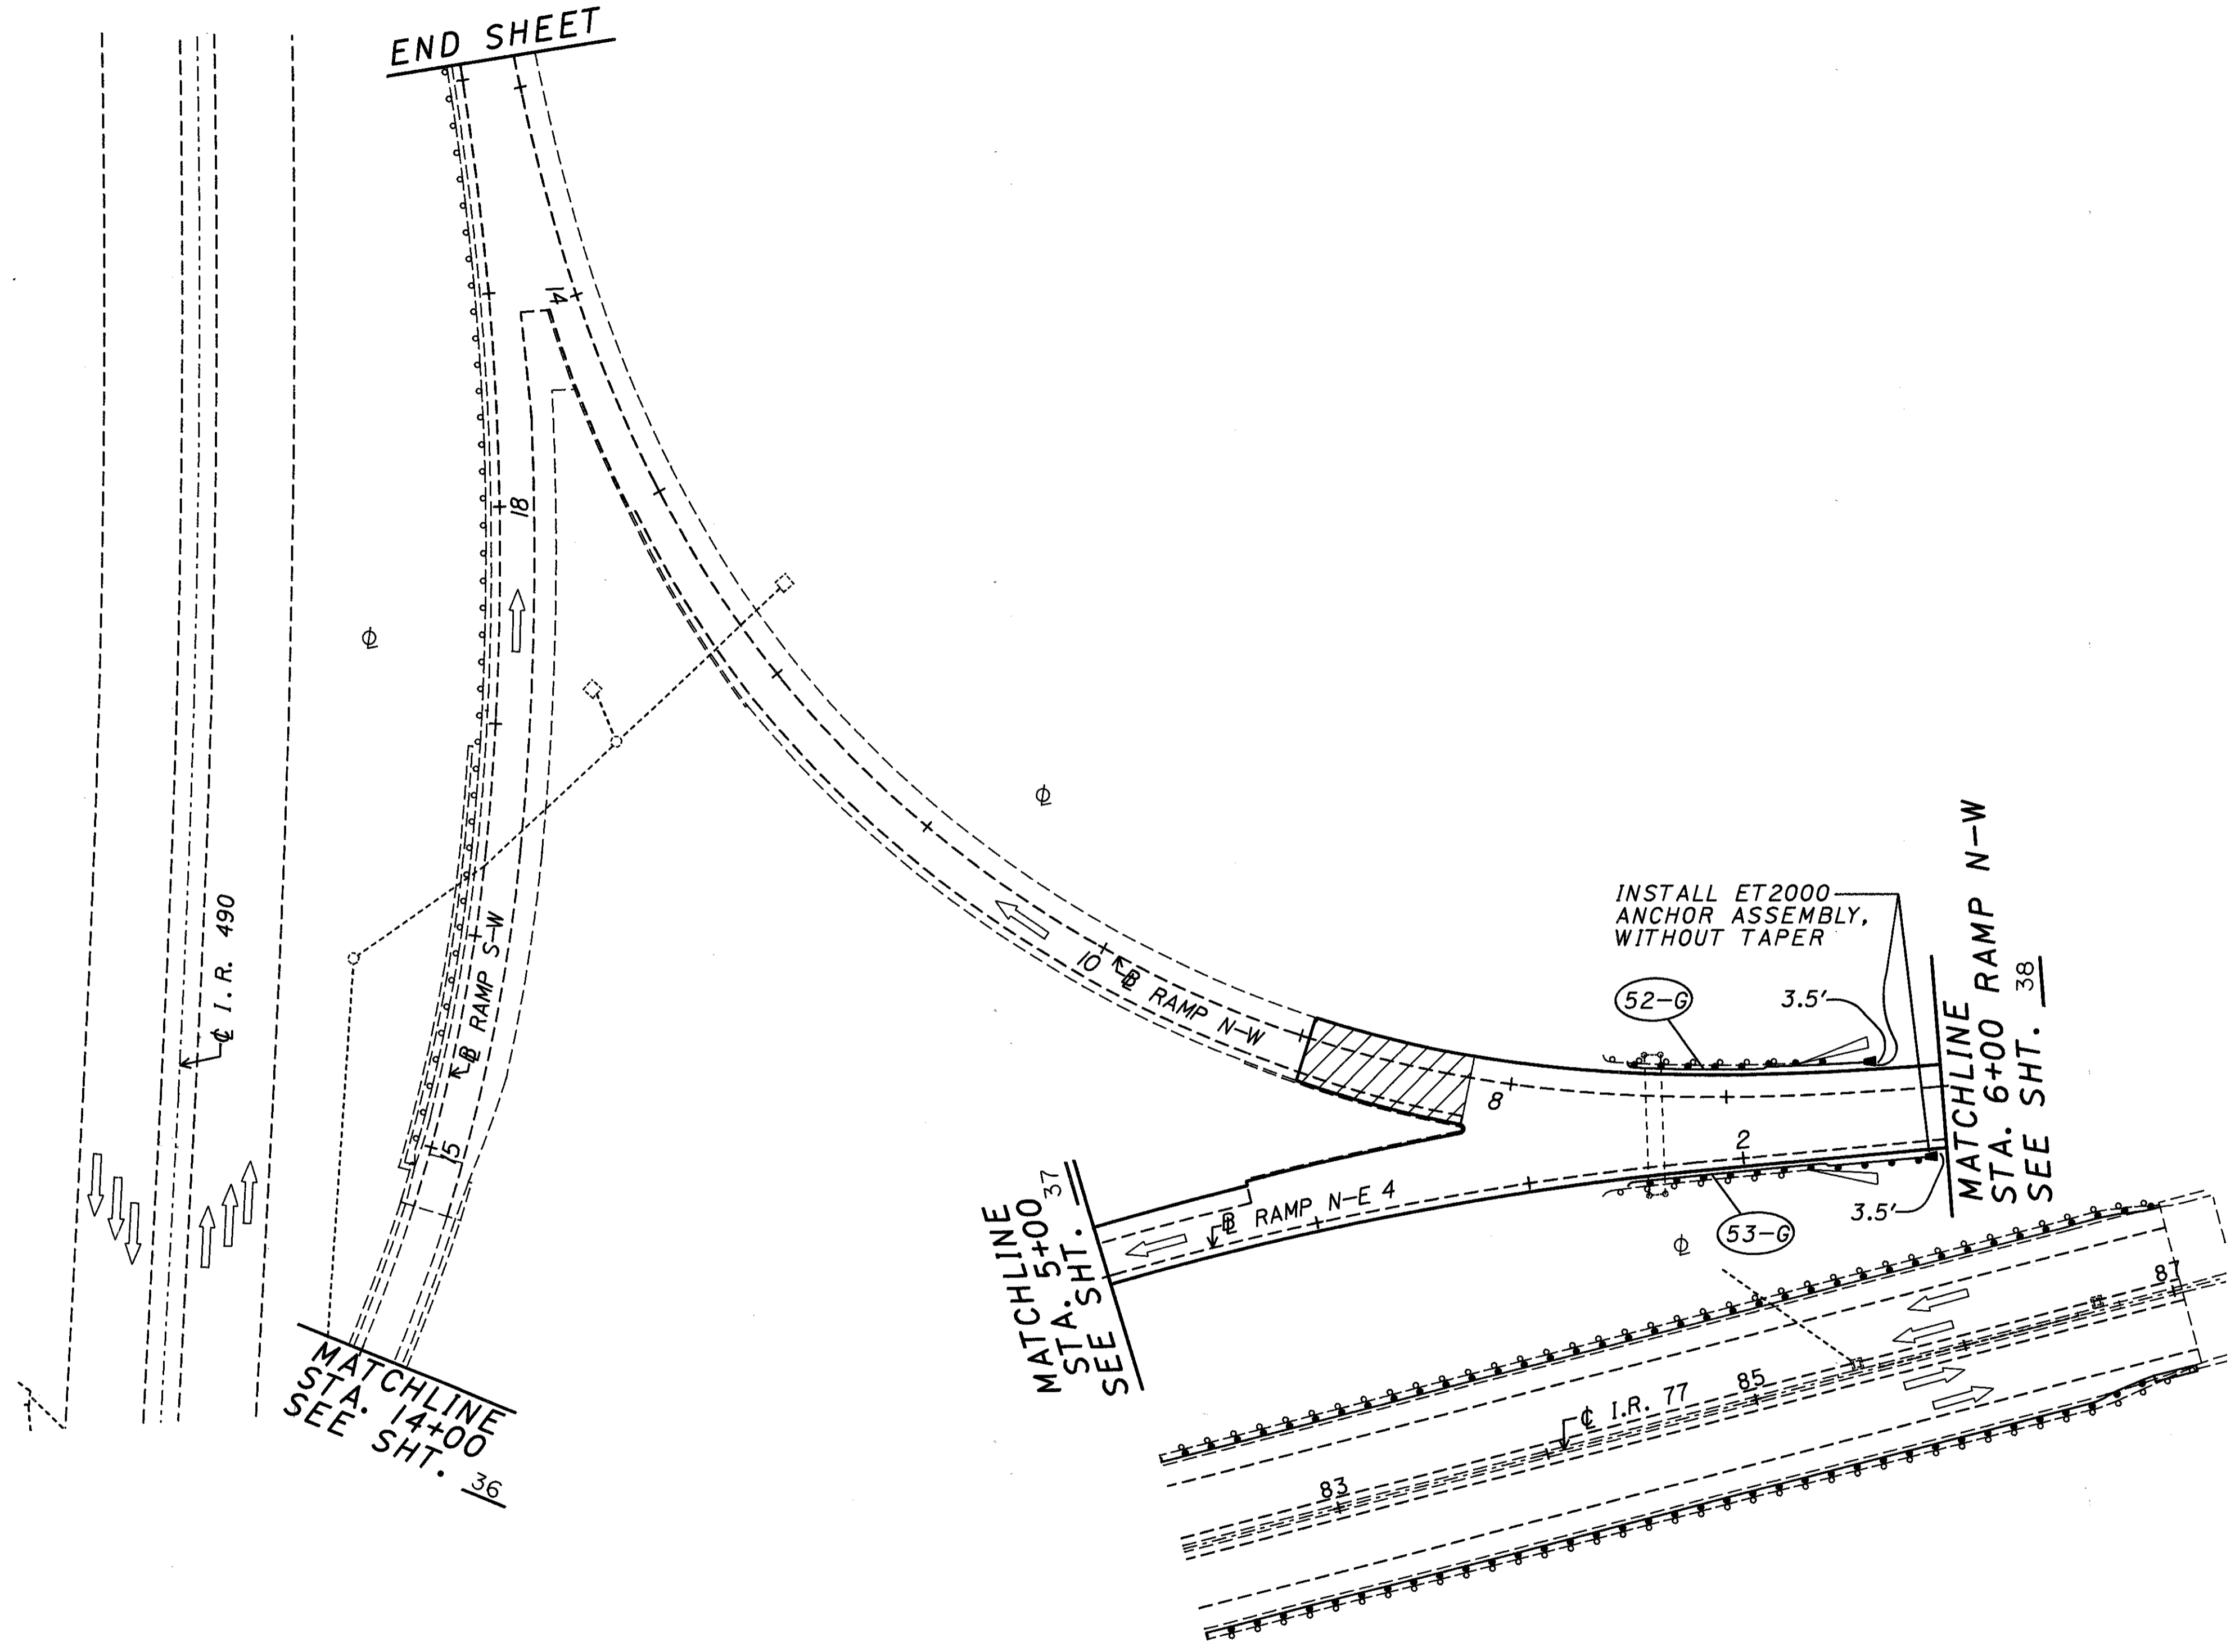 END SHEET
14
18
℄ I.R. 490
℄ RAMP S-W
15
MATCHLINE
STA. 14+00
SEE SHT. 36
10
℄ RAMP N-W
8
INSTALL ET2000
ANCHOR ASSEMBLY,
WITHOUT TAPER
52-G
3.5'
MATCHLINE
STA. 6+00 RAMP N-W
SEE SHT. 38
2
3.5'
53-G
MATCHLINE
STA. 5+00
SEE SHT. 37
℄ RAMP N-E 4
87
85
℄ I.R. 77
83